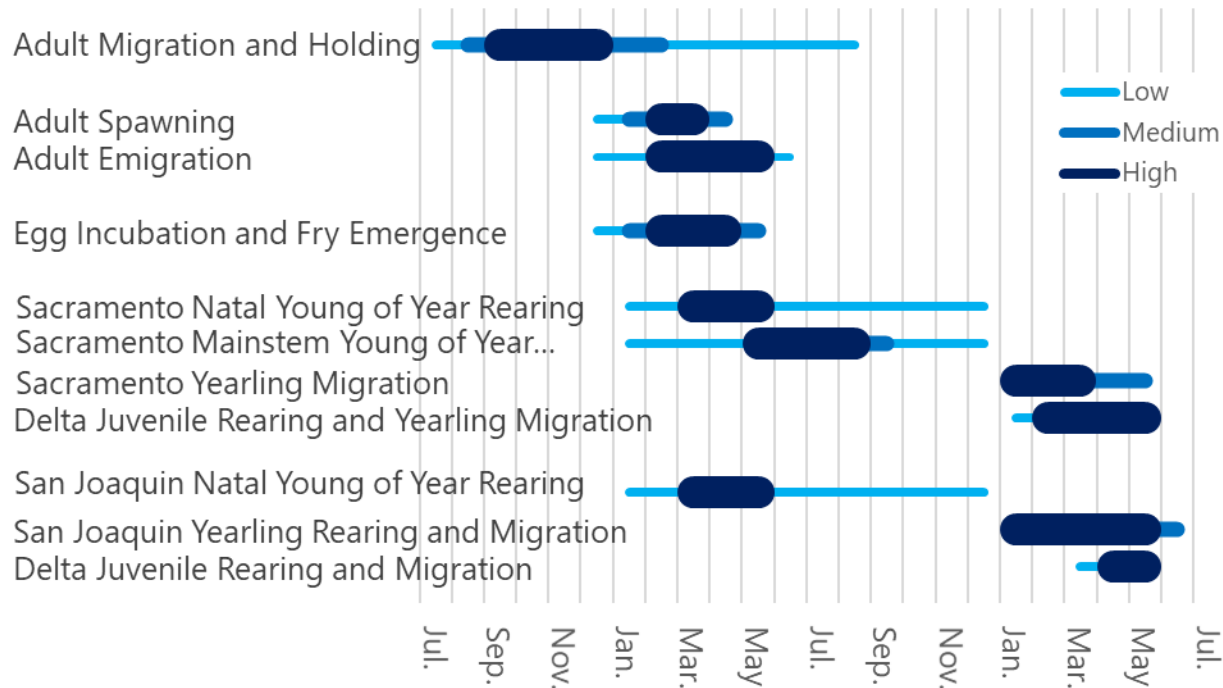 Adult Migration and Holding
Low
Medium
High
Adult Spawning
Adult Emigration
Egg Incubation and Fry Emergence
Sacramento Natal Young of Year Rearing
Sacramento Mainstem Young of Year...
Sacramento Yearling Migration
Delta Juvenile Rearing and Yearling Migration
San Joaquin Natal Young of Year Rearing
San Joaquin Yearling Rearing and Migration
Delta Juvenile Rearing and Migration
Jul. Sep. Nov. Jan. Mar. May Jul. Sep. Nov. Jan. Mar. May Jul.